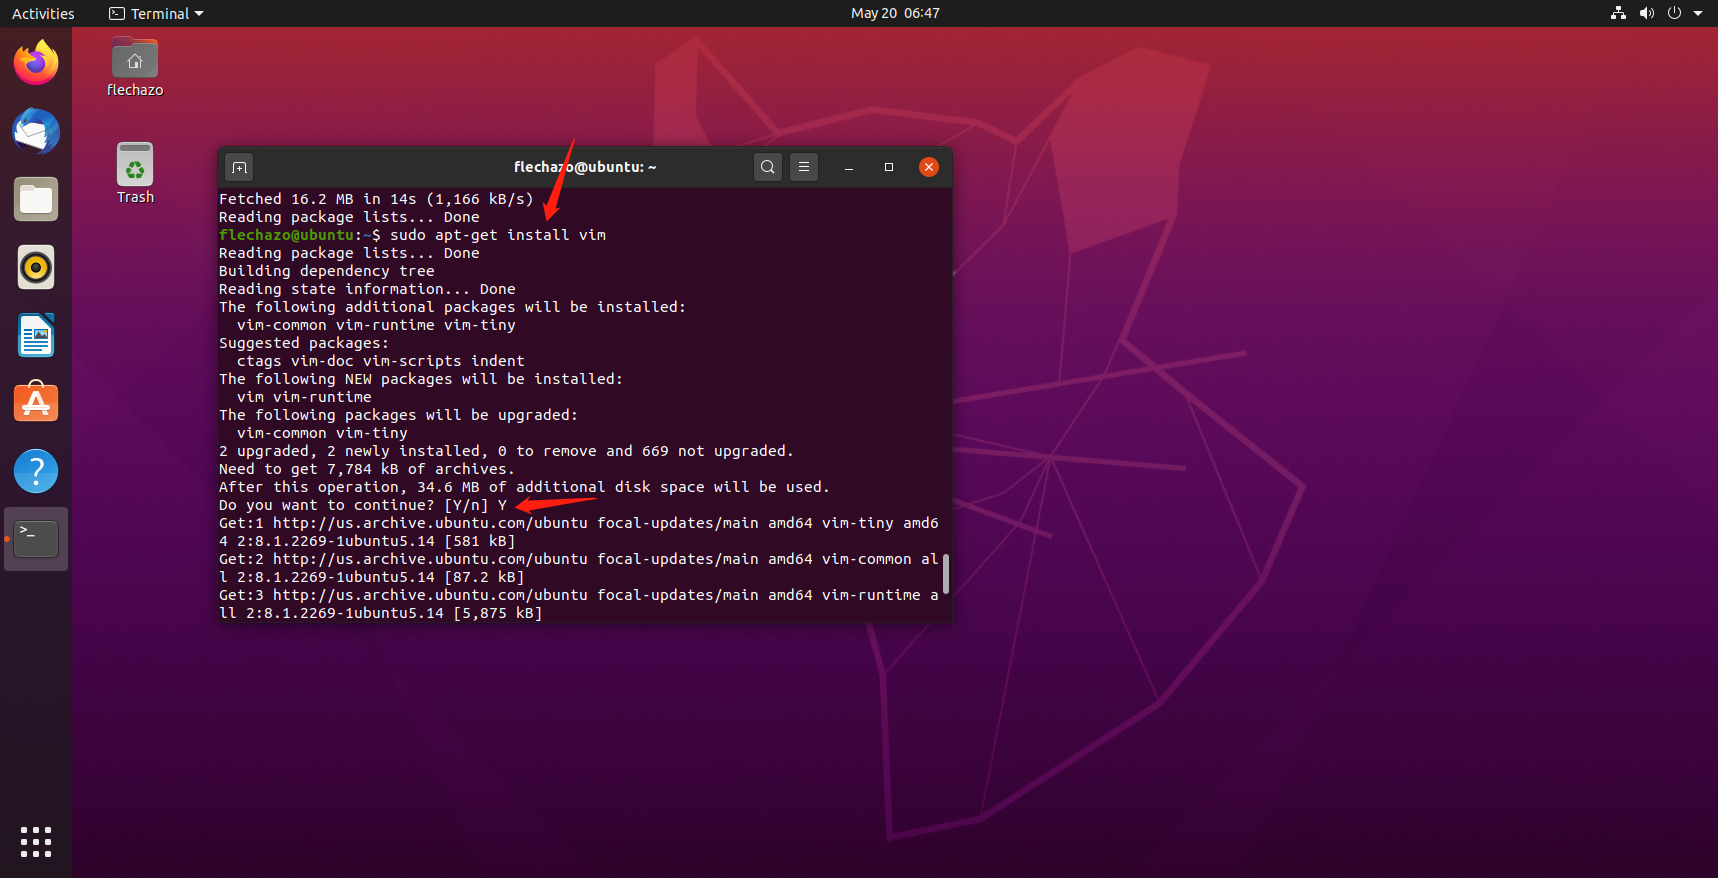 Activities
Terminal
May 20 06:47
flechazo
Trash
flechazo@ubuntu: ~
Fetched 16.2 MB in 14s (1,166 kB/s)
Reading package lists... Done
flechazo@ubuntu:~$ sudo apt-get install vim
Reading package lists... Done
Building dependency tree
Reading state information... Done
The following additional packages will be installed:
  vim-common vim-runtime vim-tiny
Suggested packages:
  ctags vim-doc vim-scripts indent
The following NEW packages will be installed:
  vim vim-runtime
The following packages will be upgraded:
  vim-common vim-tiny
2 upgraded, 2 newly installed, 0 to remove and 669 not upgraded.
Need to get 7,784 kB of archives.
After this operation, 34.6 MB of additional disk space will be used.
Do you want to continue? [Y/n] Y
Get:1 http://us.archive.ubuntu.com/ubuntu focal-updates/main amd64 vim-tiny amd6
4 2:8.1.2269-1ubuntu5.14 [581 kB]
Get:2 http://us.archive.ubuntu.com/ubuntu focal-updates/main amd64 vim-common al
l 2:8.1.2269-1ubuntu5.14 [87.2 kB]
Get:3 http://us.archive.ubuntu.com/ubuntu focal-updates/main amd64 vim-runtime a
ll 2:8.1.2269-1ubuntu5.14 [5,875 kB]